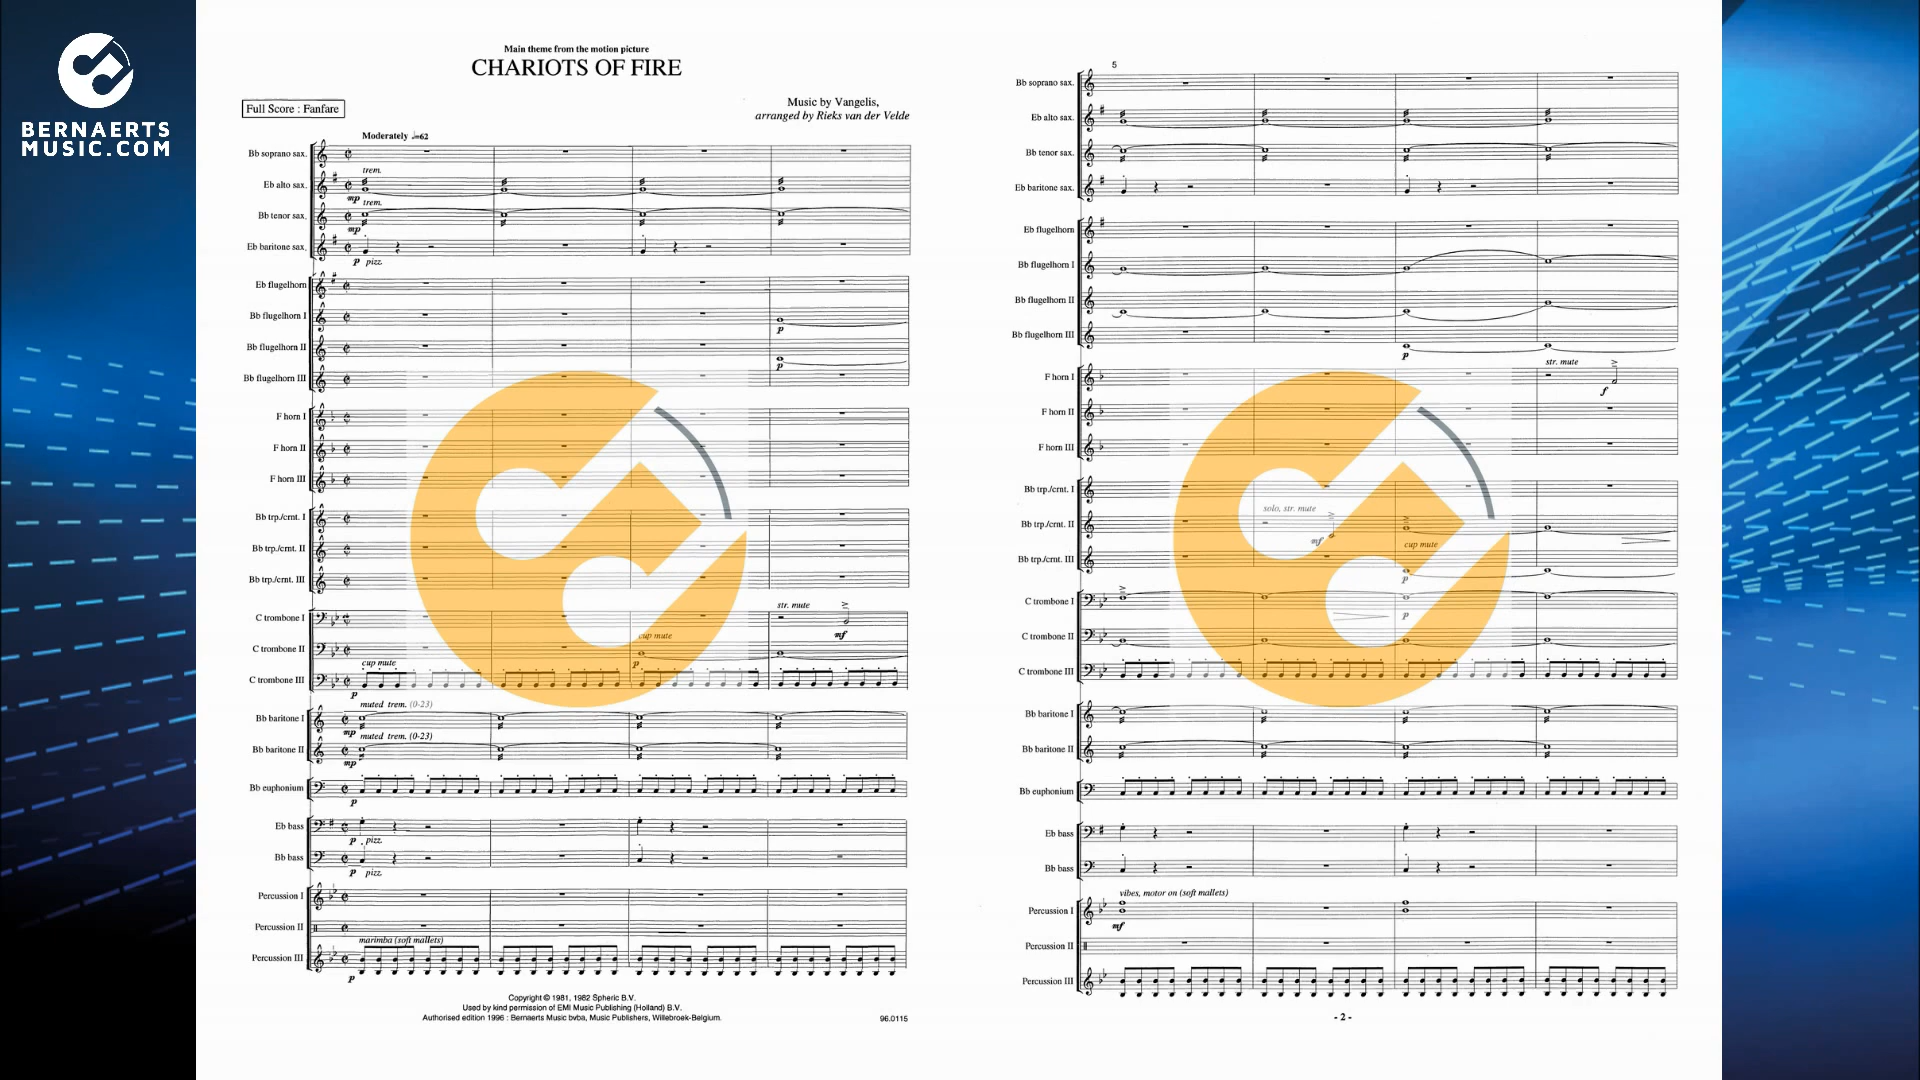 BERNAERTS
MUSIC.COM
Main theme from the motion picture
CHARIOTS OF FIRE
Full Score : Fanfare
Music by Vangelis,
arranged by Rieks van der Velde
Moderately ♩=62
Bb soprano sax.
trem.
Eb alto sax.
mp trem.
Bb tenor sax.
mp
Eb baritone sax.
p pizz.
Eb flugelhorn
Bb flugelhorn I
p
Bb flugelhorn II
p
Bb flugelhorn III
F horn I
F horn II
F horn III
Bb trp./crnt. I
Bb trp./crnt. II
Bb trp./crnt. III
str. mute
C trombone I
mf
cup mute
C trombone II
cup mute p
C trombone III
p
muted trem. (0-23)
Bb baritone I
mp muted trem. (0-23)
Bb baritone II
mp
Bb euphonium
p
Eb bass
p pizz.
Bb bass
p pizz.
Percussion I
Percussion II
marimba (soft mallets)
Percussion III
p
Copyright © 1981, 1982 Spheric B.V.
Used by kind permission of EMI Music Publishing (Holland) B.V.
Authorised edition 1996 : Bernaerts Music bvba, Music Publishers, Willebroek-Belgium.
96.0115
5
Bb soprano sax.
Eb alto sax.
Bb tenor sax.
Eb baritone sax.
Eb flugelhorn
Bb flugelhorn I
Bb flugelhorn II
Bb flugelhorn III
p
str. mute
F horn I
f
F horn II
F horn III
Bb trp./crnt. I
solo, str. mute
Bb trp./crnt. II
mf cup mute
Bb trp./crnt. III
p
C trombone I
p
C trombone II
C trombone III
Bb baritone I
Bb baritone II
Bb euphonium
Eb bass
Bb bass
vibes, motor on (soft mallets)
Percussion I
mf
Percussion II
Percussion III
- 2 -